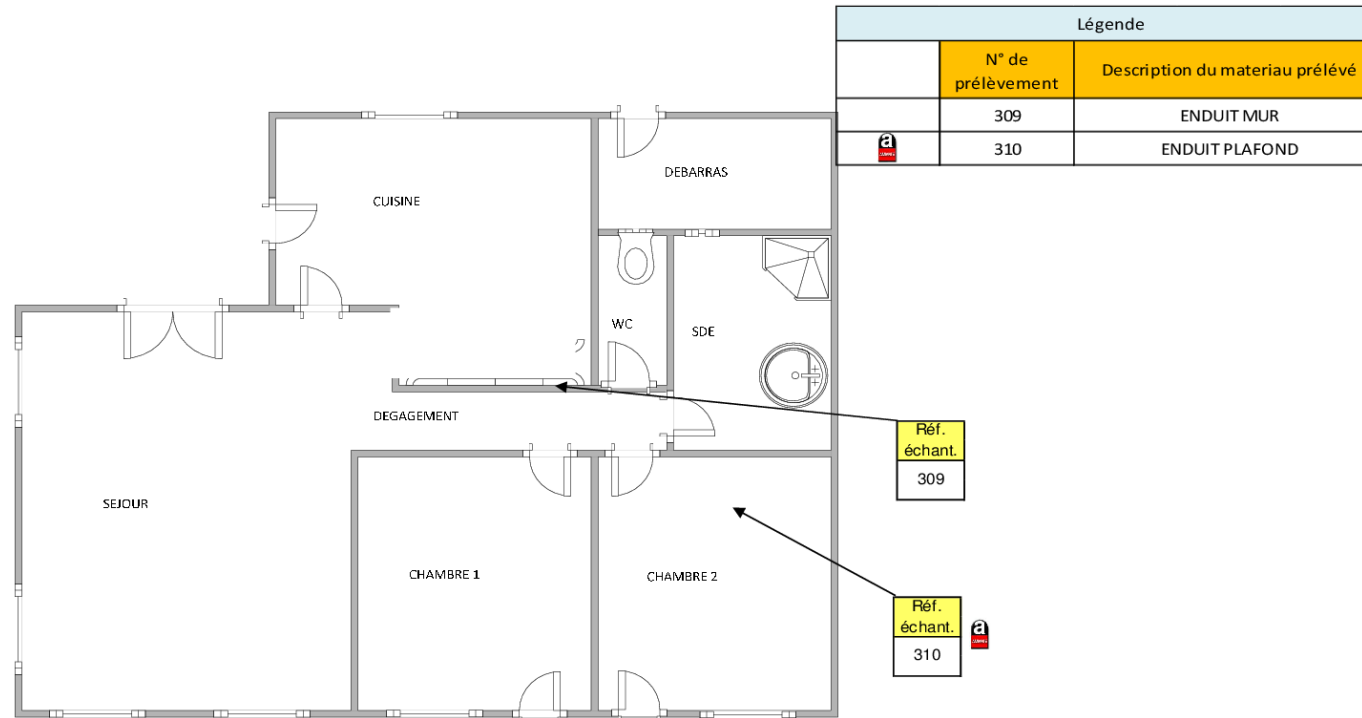 Légende
N° de
prélèvement
Description du materiau prélévé
309
ENDUIT MUR
a
310
ENDUIT PLAFOND
DEBARRAS
CUISINE
WC
SDE
DEGAGEMENT
Réf.
échant.
309
SEJOUR
CHAMBRE 1
CHAMBRE 2
Réf.
échant.
310
a